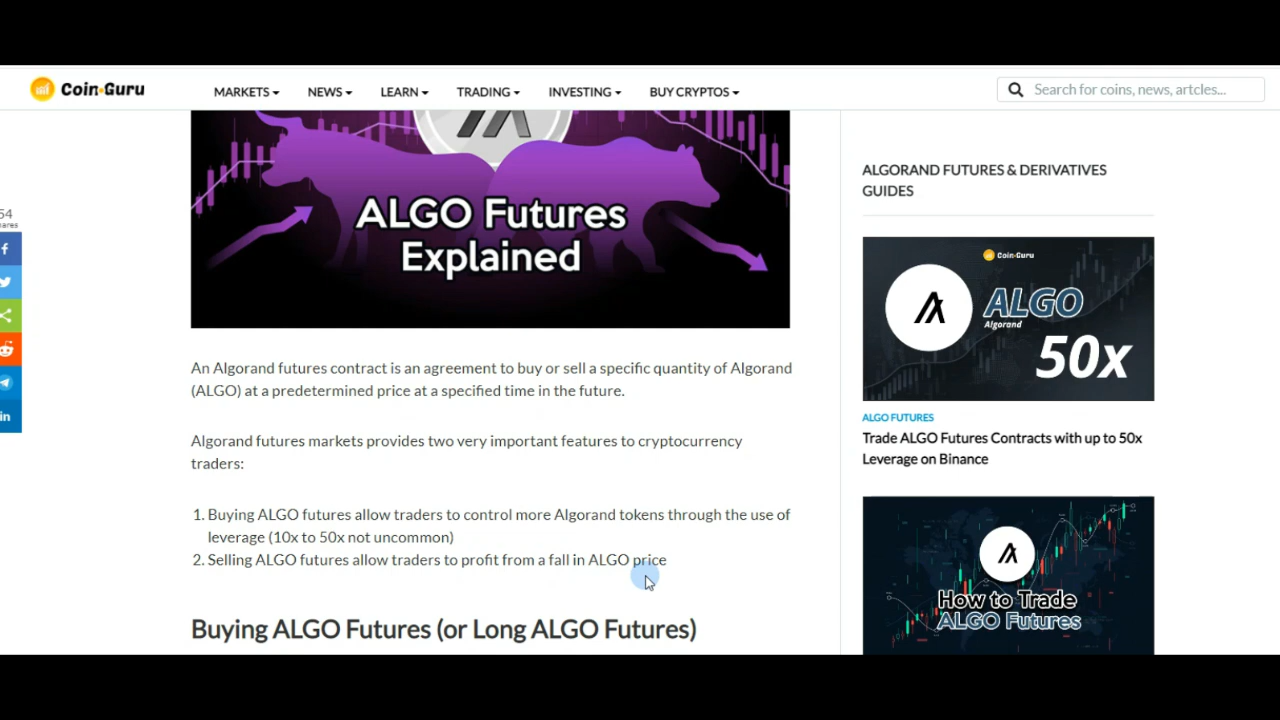 Coin Guru
MARKETS NEWS LEARN TRADING INVESTING BUY CRYPTOS
Search for coins, news, artcles...
54
ALGO Futures
Explained
An Algorand futures contract is an agreement to buy or sell a specific quantity of Algorand
(ALGO) at a predetermined price at a specified time in the future.
Algorand futures markets provides two very important features to cryptocurrency
traders:
1. Buying ALGO futures allow traders to control more Algorand tokens through the use of
leverage (10x to 50x not uncommon)
2. Selling ALGO futures allow traders to profit from a fall in ALGO price
Buying ALGO Futures (or Long ALGO Futures)
ALGORAND FUTURES & DERIVATIVES
GUIDES
Coin Guru
ALGO
Algorand
50x
ALGO FUTURES
Trade ALGO Futures Contracts with up to 50x
Leverage on Binance
How to Trade
ALGO Futures